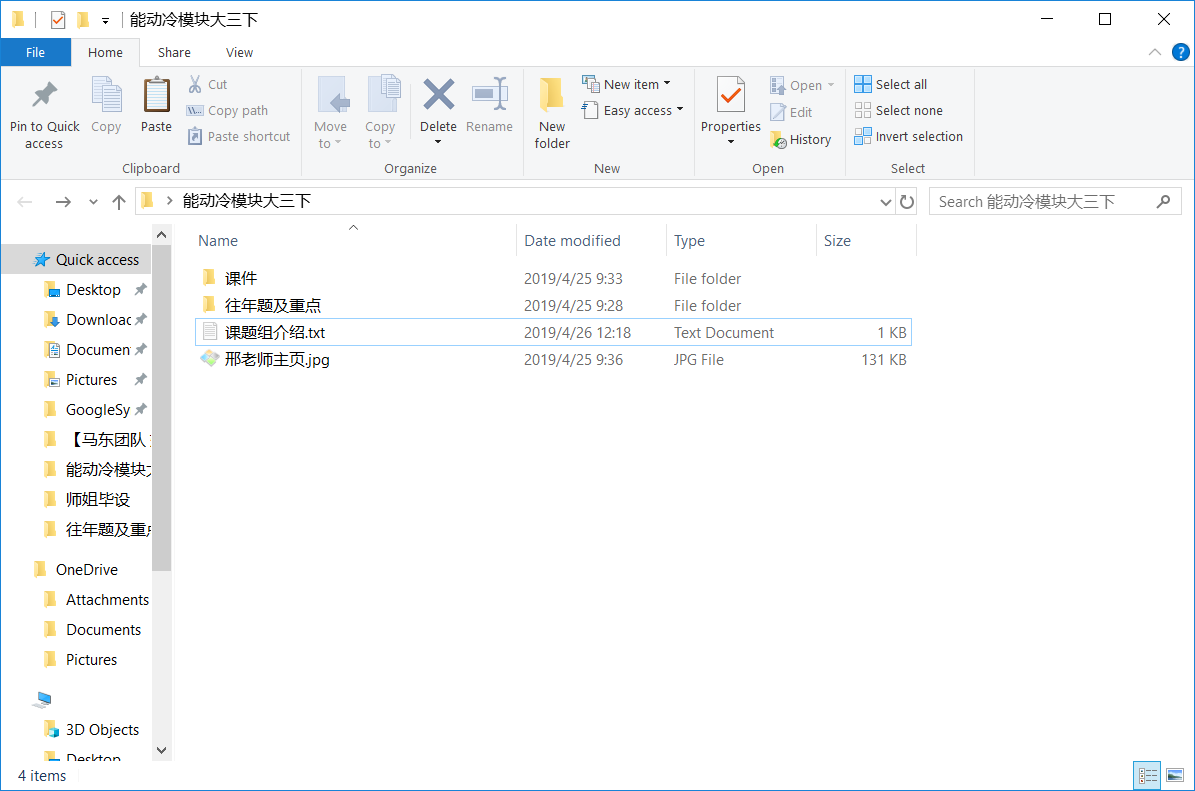 能动冷模块大三下
File Home Share View
Pin to Quick access
Copy
Paste
Cut
Copy path
Paste shortcut
Clipboard
Move to
Copy to
Delete
Rename
Organize
New folder
New item
Easy access
New
Properties
Open
Edit
History
Open
Select all
Select none
Invert selection
Select
能动冷模块大三下
Search 能动冷模块大三下
Name Date modified Type Size
课件 2019/4/25 9:33 File folder
往年题及重点 2019/4/25 9:28 File folder
课题组介绍.txt 2019/4/26 12:18 Text Document 1 KB
邢老师主页.jpg 2019/4/25 9:36 JPG File 131 KB
Quick access
Desktop
Downloac
Documen
Pictures
GoogleSy
【马东团队
能动冷模块大
师姐毕设
往年题及重点
OneDrive
Attachments
Documents
Pictures
3D Objects
Desktop
4 items